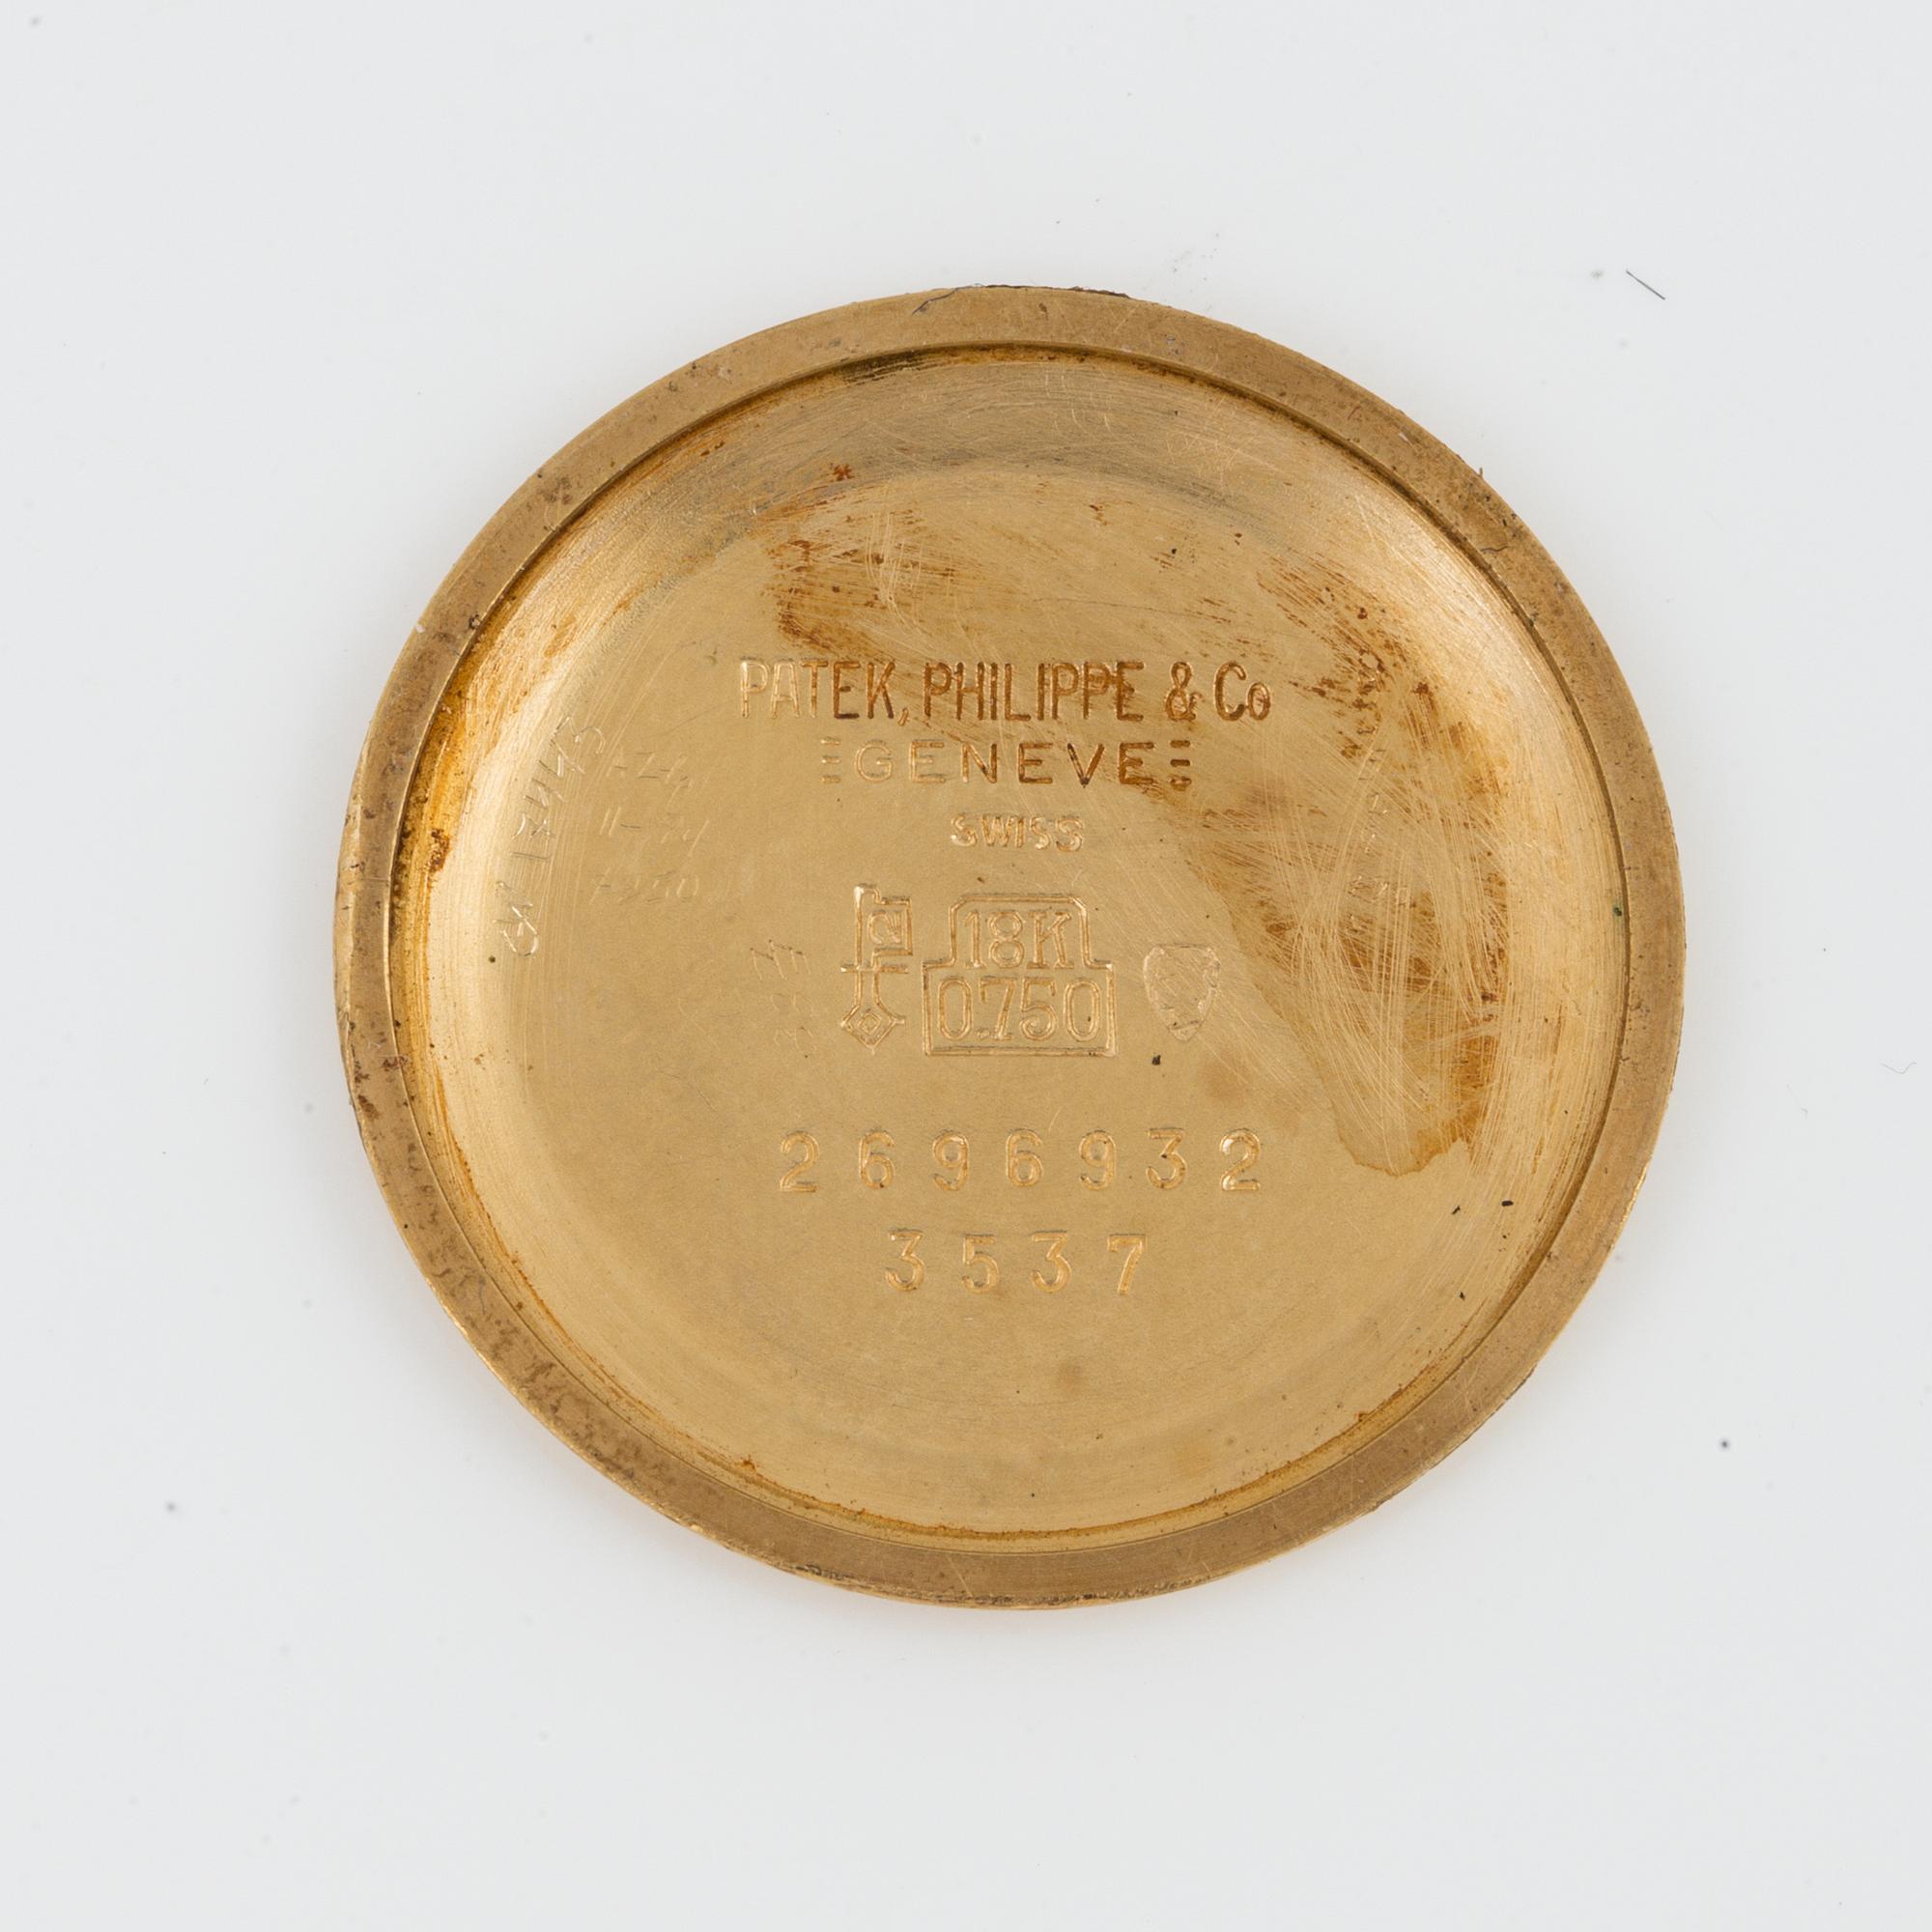 PATEK, PHILIPPE & Co
GENEVE
SWISS
18K
0.750
2696932
3537